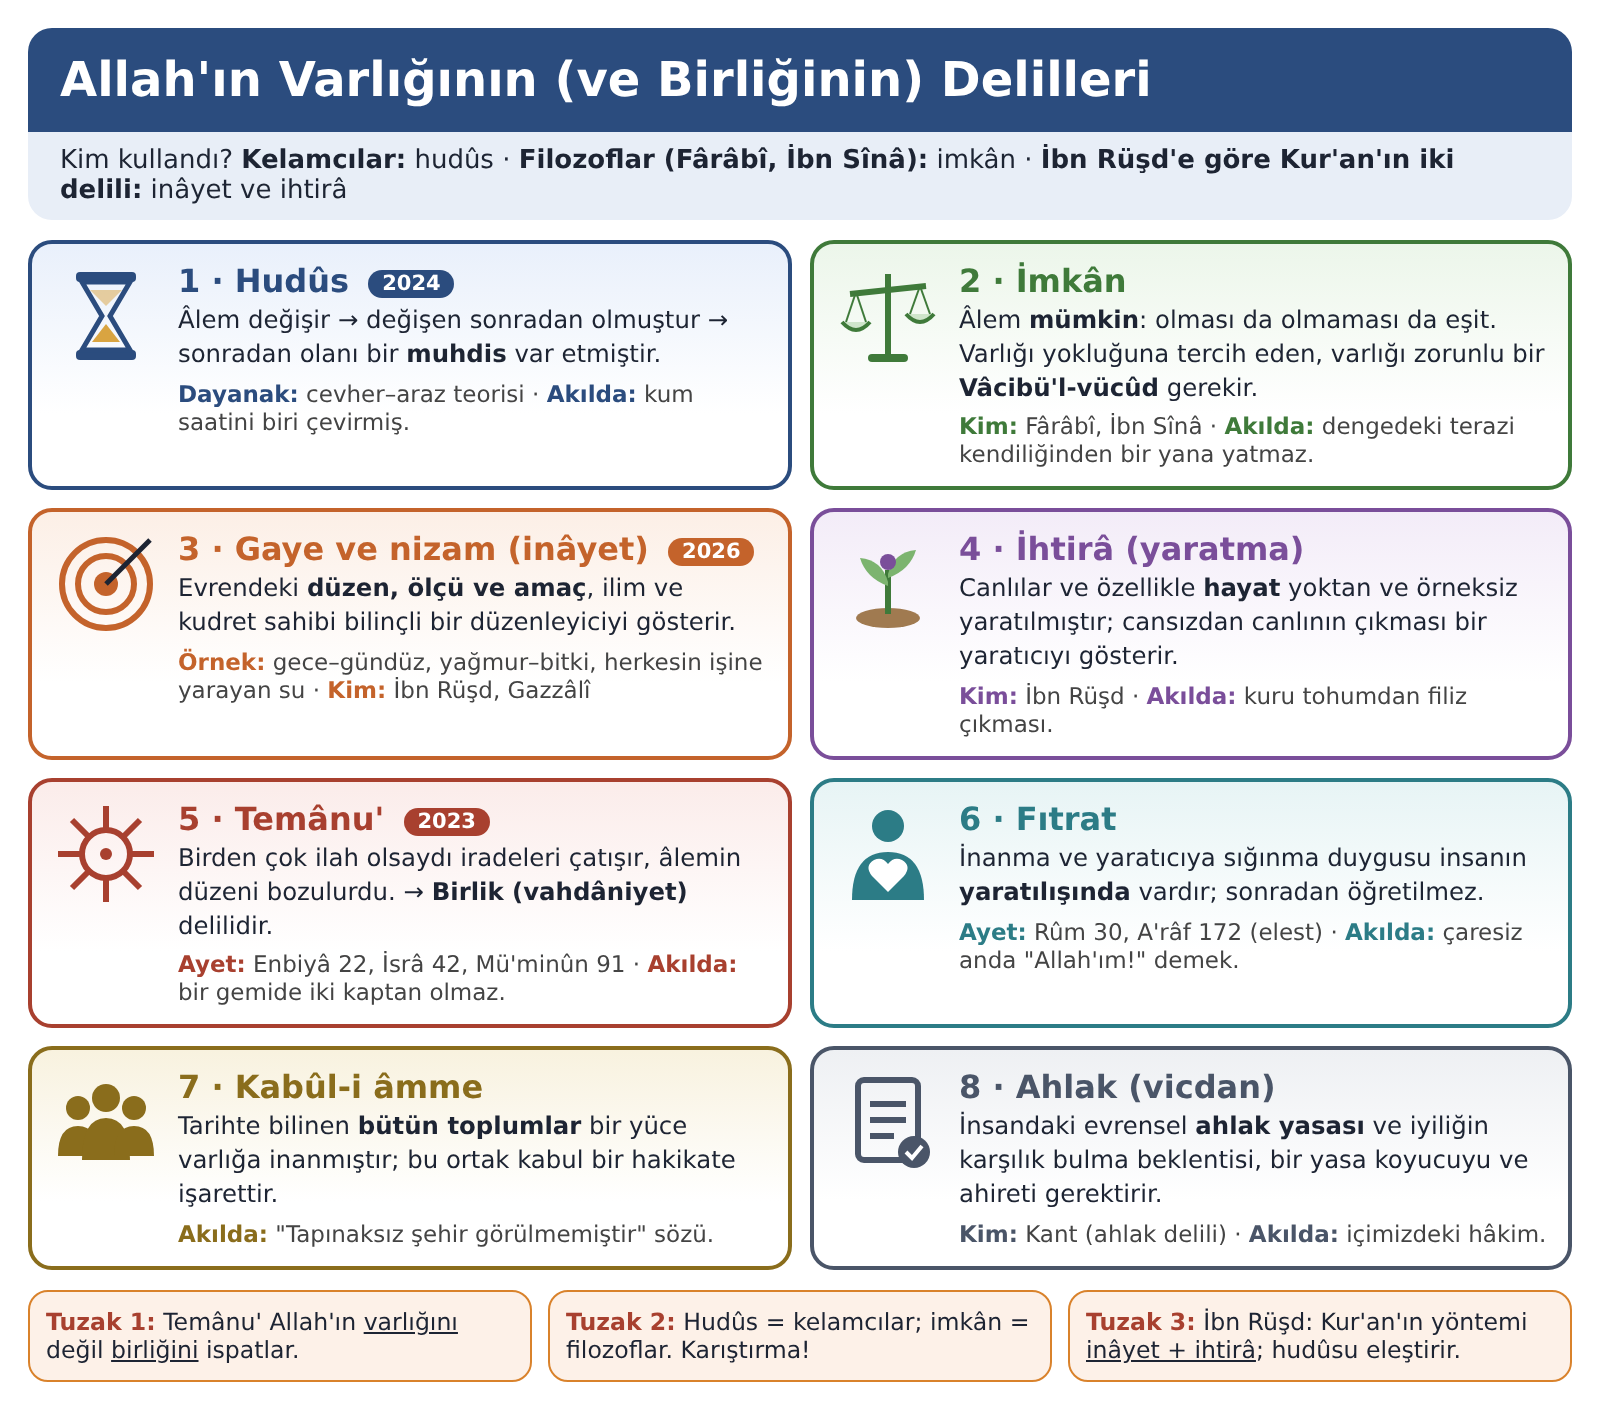 Allah'ın Varlığının (ve Birliğinin) Delilleri
Kim kullandı? Kelamcılar: hudûs · Filozoflar (Fârâbî, İbn Sînâ): imkân · İbn Rüşd'e göre Kur'an'ın iki
delili: inâyet ve ihtirâ
1 · Hudûs 2024
Âlem değişir → değişen sonradan olmuştur →
sonradan olanı bir muhdis var etmiştir.
Dayanak: cevher–araz teorisi · Akılda: kum
saatini biri çevirmiş.
2 · İmkân
Âlem mümkin: olması da olmaması da eşit.
Varlığı yokluğuna tercih eden, varlığı zorunlu bir
Vâcibü'l-vücûd gerekir.
Kim: Fârâbî, İbn Sînâ · Akılda: dengedeki terazi
kendiliğinden bir yana yatmaz.
3 · Gaye ve nizam (inâyet) 2026
Evrendeki düzen, ölçü ve amaç, ilim ve
kudret sahibi bilinçli bir düzenleyiciyi gösterir.
Örnek: gece–gündüz, yağmur–bitki, herkesin işine
yarayan su · Kim: İbn Rüşd, Gazzâlî
4 · İhtirâ (yaratma)
Canlılar ve özellikle hayat yoktan ve örneksiz
yaratılmıştır; cansızdan canlının çıkması bir
yaratıcıyı gösterir.
Kim: İbn Rüşd · Akılda: kuru tohumdan filiz
çıkması.
5 · Temânu' 2023
Birden çok ilah olsaydı iradeleri çatışır, âlemin
düzeni bozulurdu. → Birlik (vahdâniyet)
delilidir.
Ayet: Enbiyâ 22, İsrâ 42, Mü'minûn 91 · Akılda:
bir gemide iki kaptan olmaz.
6 · Fıtrat
İnanma ve yaratıcıya sığınma duygusu insanın
yaratılışında vardır; sonradan öğretilmez.
Ayet: Rûm 30, A'râf 172 (elest) · Akılda: çaresiz
anda "Allah'ım!" demek.
7 · Kabûl-i âmme
Tarihte bilinen bütün toplumlar bir yüce
varlığa inanmıştır; bu ortak kabul bir hakikate
işarettir.
Akılda: "Tapınaksız şehir görülmemiştir" sözü.
8 · Ahlak (vicdan)
İnsandaki evrensel ahlak yasası ve iyiliğin
karşılık bulma beklentisi, bir yasa koyucuyu ve
ahireti gerektirir.
Kim: Kant (ahlak delili) · Akılda: içimizdeki hâkim.
Tuzak 1: Temânu' Allah'ın varlığını
değil birliğini ispatlar.
Tuzak 2: Hudûs = kelamcılar; imkân =
filozoflar. Karıştırma!
Tuzak 3: İbn Rüşd: Kur'an'ın yöntemi
inâyet + ihtirâ; hudûsu eleştirir.